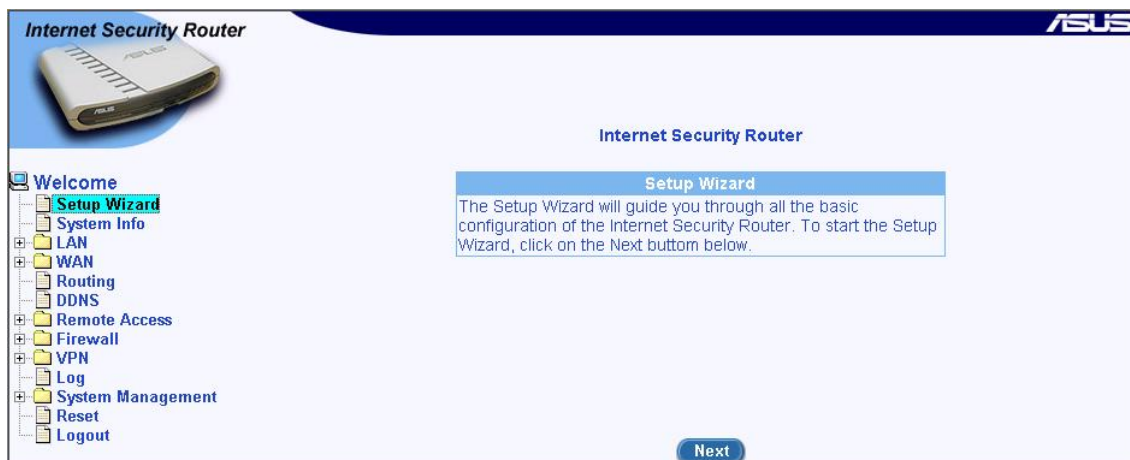 Internet Security Router
ASUS
Internet Security Router
Welcome
Setup Wizard
System Info
LAN
WAN
Routing
DDNS
Remote Access
Firewall
VPN
Log
System Management
Reset
Logout
Setup Wizard
The Setup Wizard will guide you through all the basic
configuration of the Internet Security Router. To start the Setup
Wizard, click on the Next buttom below.
Next